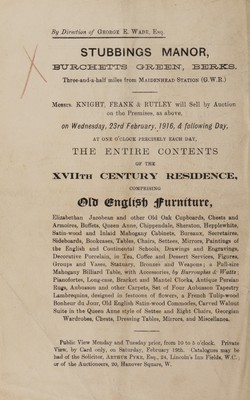 By Direction of GEORGE E. WADE, ESQ.
STUBBINGS MANOR,
BURCHETTS GREEN, BERKS.
Three-and-a-half miles from MAIDENHEAD STATION (G.W.R.)
MESSRS. KNIGHT, FRANK & RUTLEY will Sell by Auction
on the Premises, as above,
on Wednesday, 23rd February, 1916, & following Day,
AT ONE O'CLOCK PRECISELY EACH DAY,
THE ENTIRE CONTENTS
OF THE
XVIITH CENTURY RESIDENCE,
COMPRISING
Old English Furniture,
Elizabethan Jacobean and other Old Oak Cupboards, Chests and
Armoires, Buffets, Queen Anne, Chippendale, Sheraton, Hepplewhite,
Satin-wood and Inlaid Mahogany Cabinets, Bureaux, Secretaires,
Sideboards, Bookcases, Tables, Chairs, Settees, Mirrors, Paintings of
the English and Continental Schools, Drawings and Engravings,
Decorative Porcelain, in Tea, Coffee and Dessert Services, Figures,
Groups and Vases, Statuary, Bronzes and Weapons; a Full-size
Mahogany Billiard Table, with Accessories, by Burroughes & Watts;
Pianofortes, Long-case, Bracket and Mantel Clocks, Antique Persian
Rugs, Aubusson and other Carpets, Set of Four Aubusson Tapestry
Lambrequins, designed in festoons of flowers, a French Tulip-wood
Bonheur du Jour, Old English Satin-wood Commodes, Carved Walnut
Suite in the Queen Anne style of Settee and Eight Chairs, Georgian
Wardrobes, Chests, Dressing Tables, Mirrors, and Miscellanea.
Public View Monday and Tuesday prior, from 10 to 5 o'clock. Private
View, by Card only, on Saturday, February 19th. Catalogues may be
had of the Solicitor, ARTHUR PYKE, ESQ., 24, Lincoln's Inn Fields, W.C.,
or of the Auctioneers, 20, Hanover Square, W.